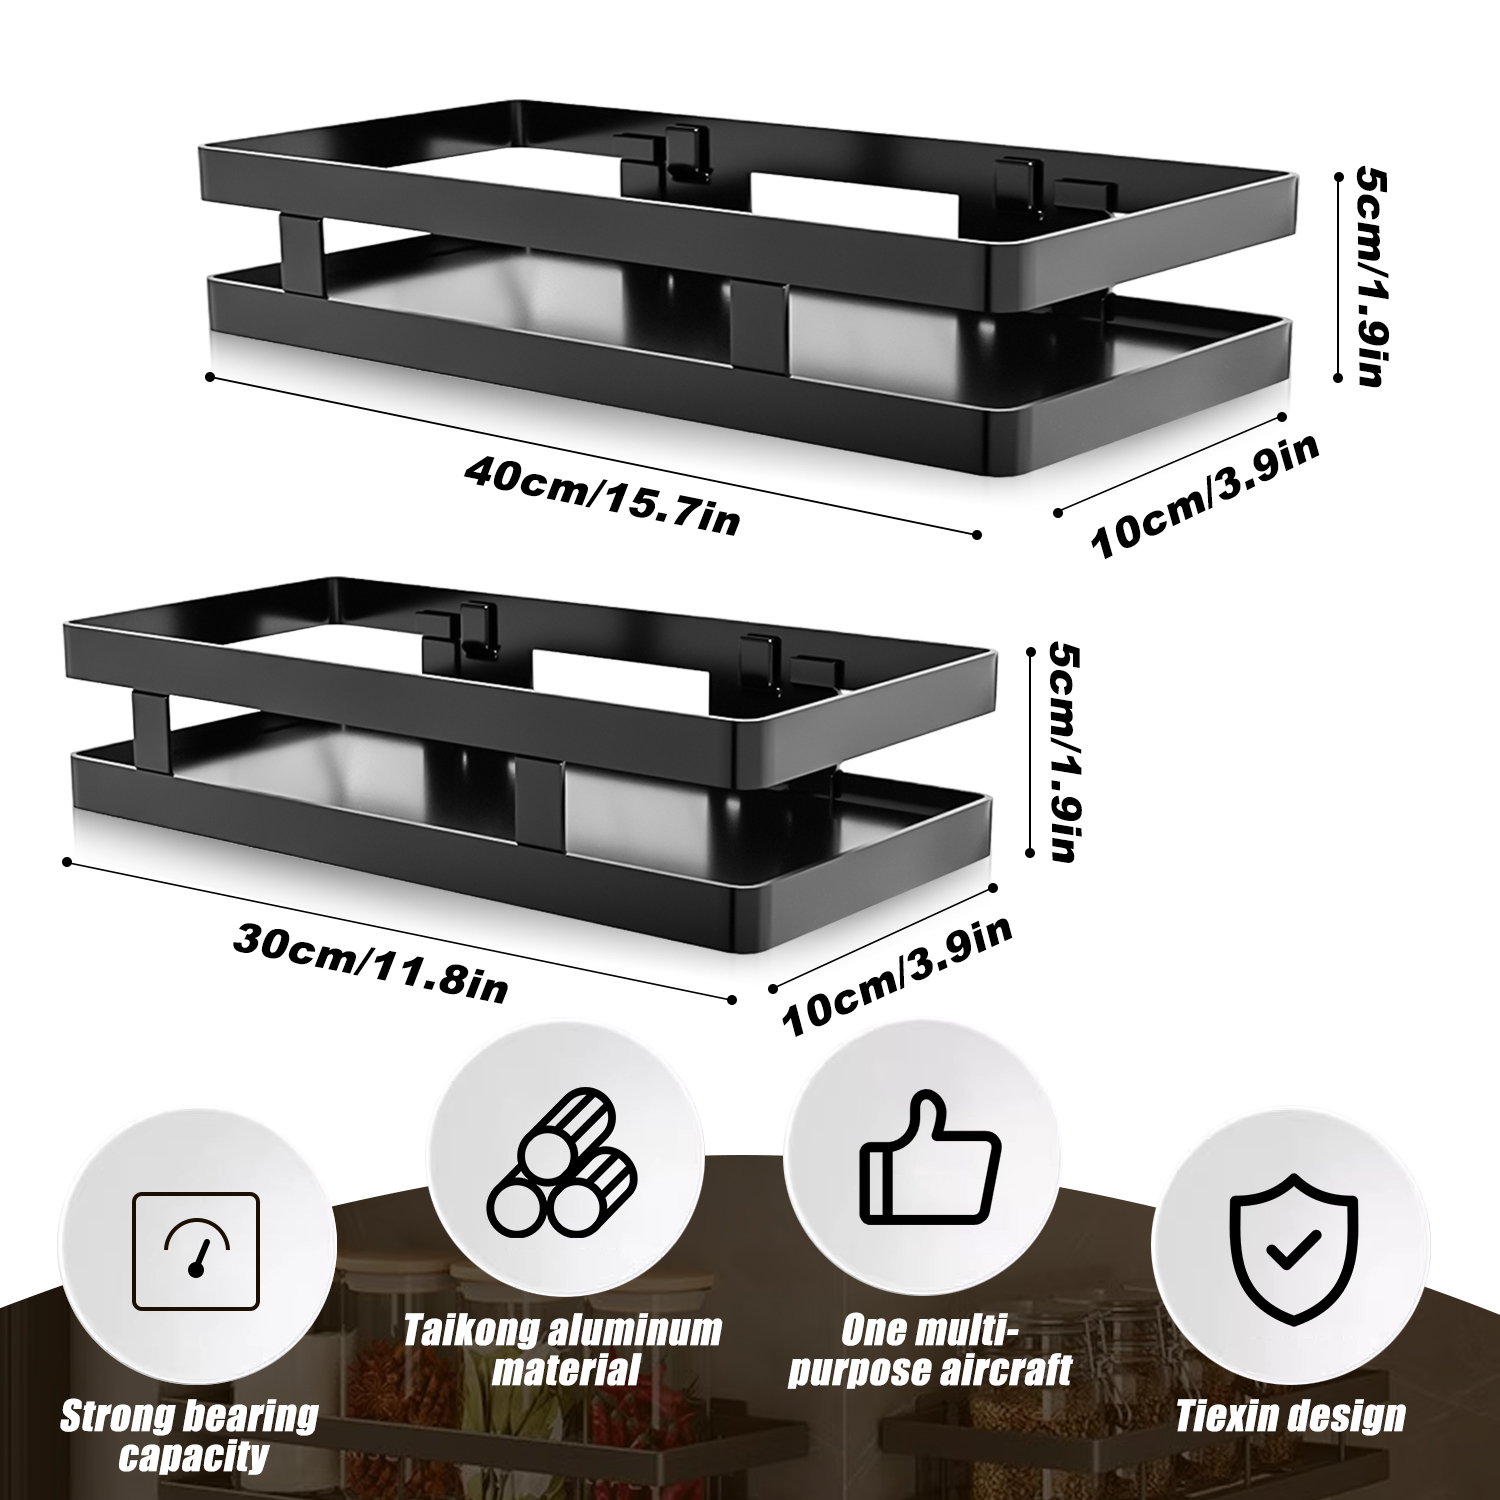 5cm/1.9in
40cm/15.7in
10cm/3.9in
5cm/1.9in
30cm/11.8in
10cm/3.9in
Strong bearing
capacity
Taikong aluminum
material
One multi-
purpose aircraft
Tiexin design